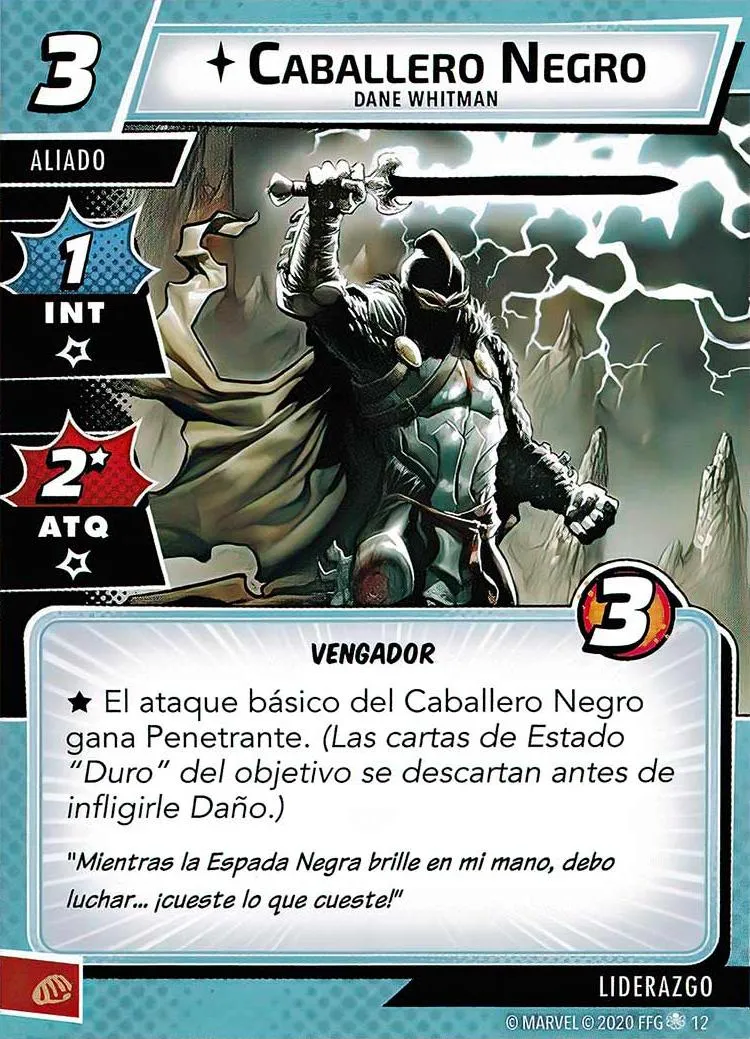 3
CABALLERO NEGRO
DANE WHITMAN
ALIADO
1
INT
2
ATQ
3
VENGADOR
★ El ataque básico del Caballero Negro
gana Penetrante. (Las cartas de Estado
“Duro” del objetivo se descartan antes de
infligirle Daño.)
"Mientras la Espada Negra brille en mi mano, debo
luchar... ¡cueste lo que cueste!"
LIDERAZGO
© MARVEL © 2020 FFG 12